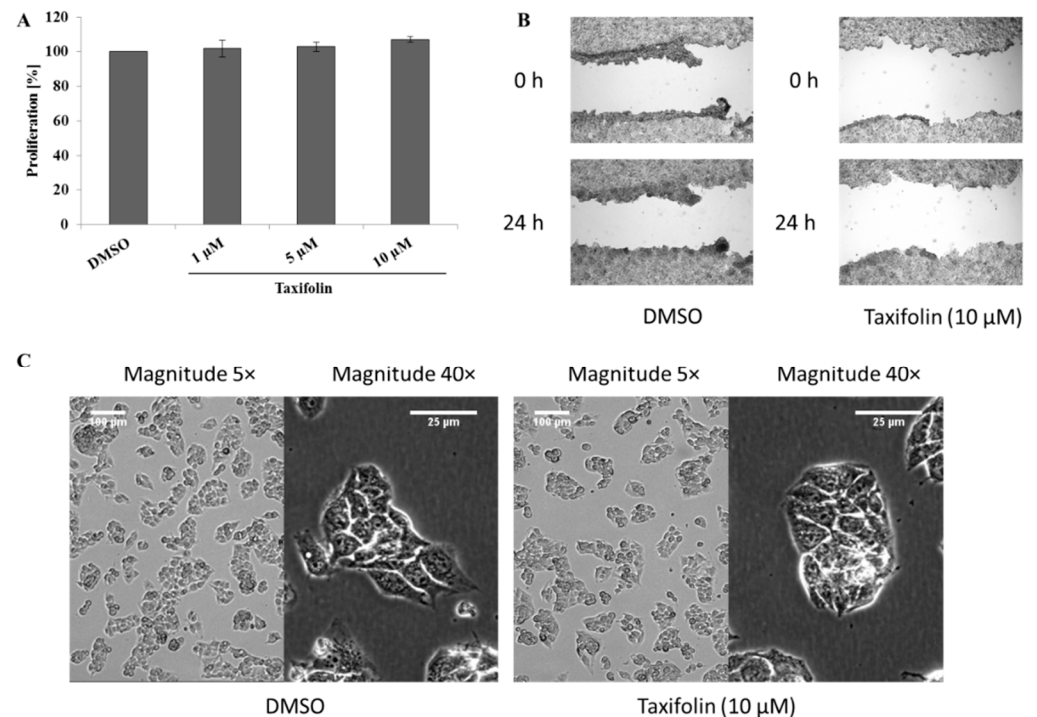 A
120
100
80
60
40
20
0
Proliferation [%]
DMSO
1 µM
5 µM
10 µM
Taxifolin
B
0 h
0 h
24 h
24 h
DMSO
Taxifolin (10 µM)
C
Magnitude 5×
Magnitude 40×
Magnitude 5×
Magnitude 40×
100 µm
25 µm
100 µm
25 µm
DMSO
Taxifolin (10 µM)